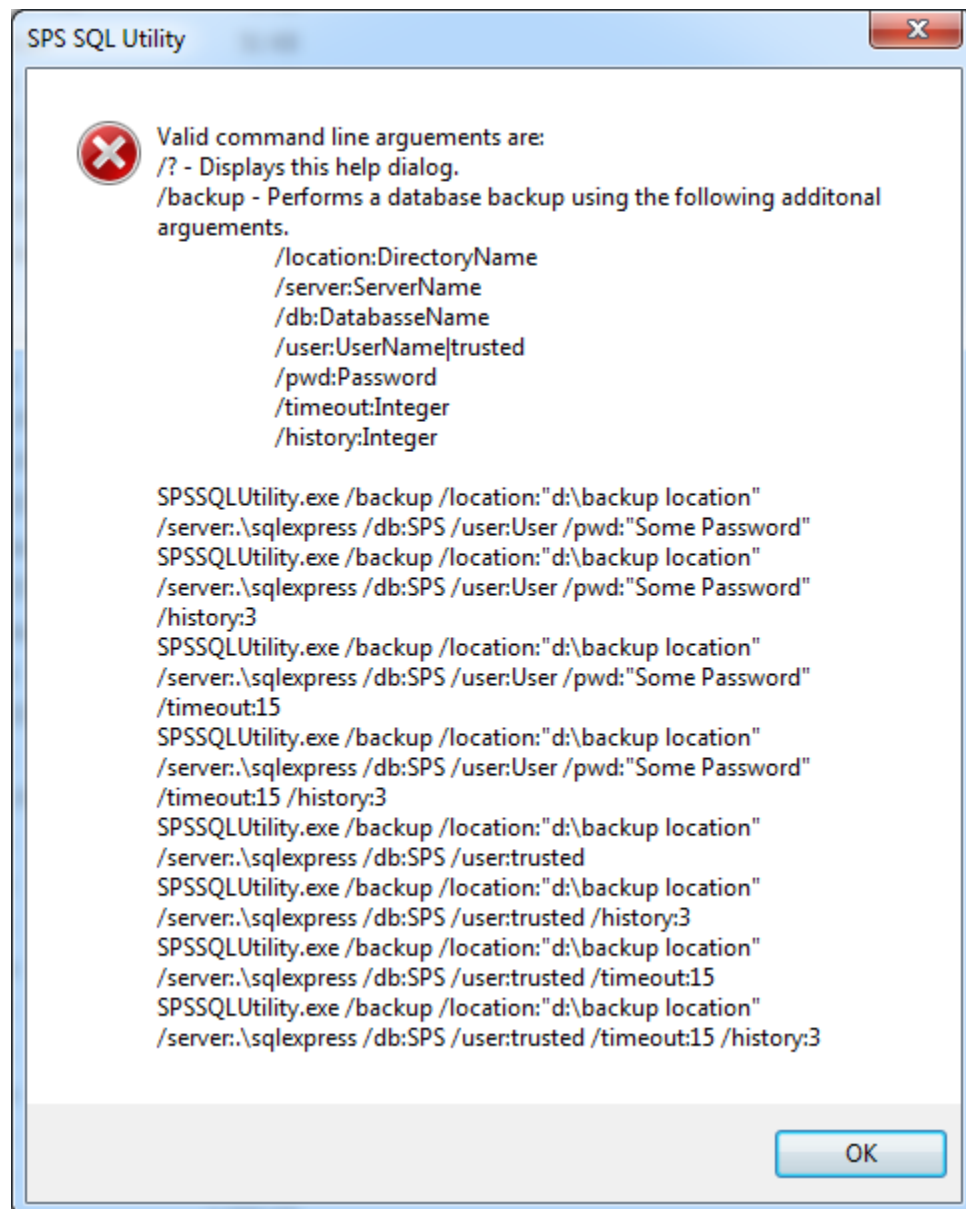 SPS SQL Utility
Valid command line arguements are:
/? - Displays this help dialog.
/backup - Performs a database backup using the following additonal
arguements.
/location:DirectoryName
/server:ServerName
/db:DatabasseName
/user:UserName|trusted
/pwd:Password
/timeout:Integer
/history:Integer
SPSSQLUtility.exe /backup /location:"d:\backup location"
/server:.\sqlexpress /db:SPS /user:User /pwd:"Some Password"
SPSSQLUtility.exe /backup /location:"d:\backup location"
/server:.\sqlexpress /db:SPS /user:User /pwd:"Some Password"
/history:3
SPSSQLUtility.exe /backup /location:"d:\backup location"
/server:.\sqlexpress /db:SPS /user:User /pwd:"Some Password"
/timeout:15
SPSSQLUtility.exe /backup /location:"d:\backup location"
/server:.\sqlexpress /db:SPS /user:User /pwd:"Some Password"
/timeout:15 /history:3
SPSSQLUtility.exe /backup /location:"d:\backup location"
/server:.\sqlexpress /db:SPS /user:trusted
SPSSQLUtility.exe /backup /location:"d:\backup location"
/server:.\sqlexpress /db:SPS /user:trusted /history:3
SPSSQLUtility.exe /backup /location:"d:\backup location"
/server:.\sqlexpress /db:SPS /user:trusted /timeout:15
SPSSQLUtility.exe /backup /location:"d:\backup location"
/server:.\sqlexpress /db:SPS /user:trusted /timeout:15 /history:3
OK